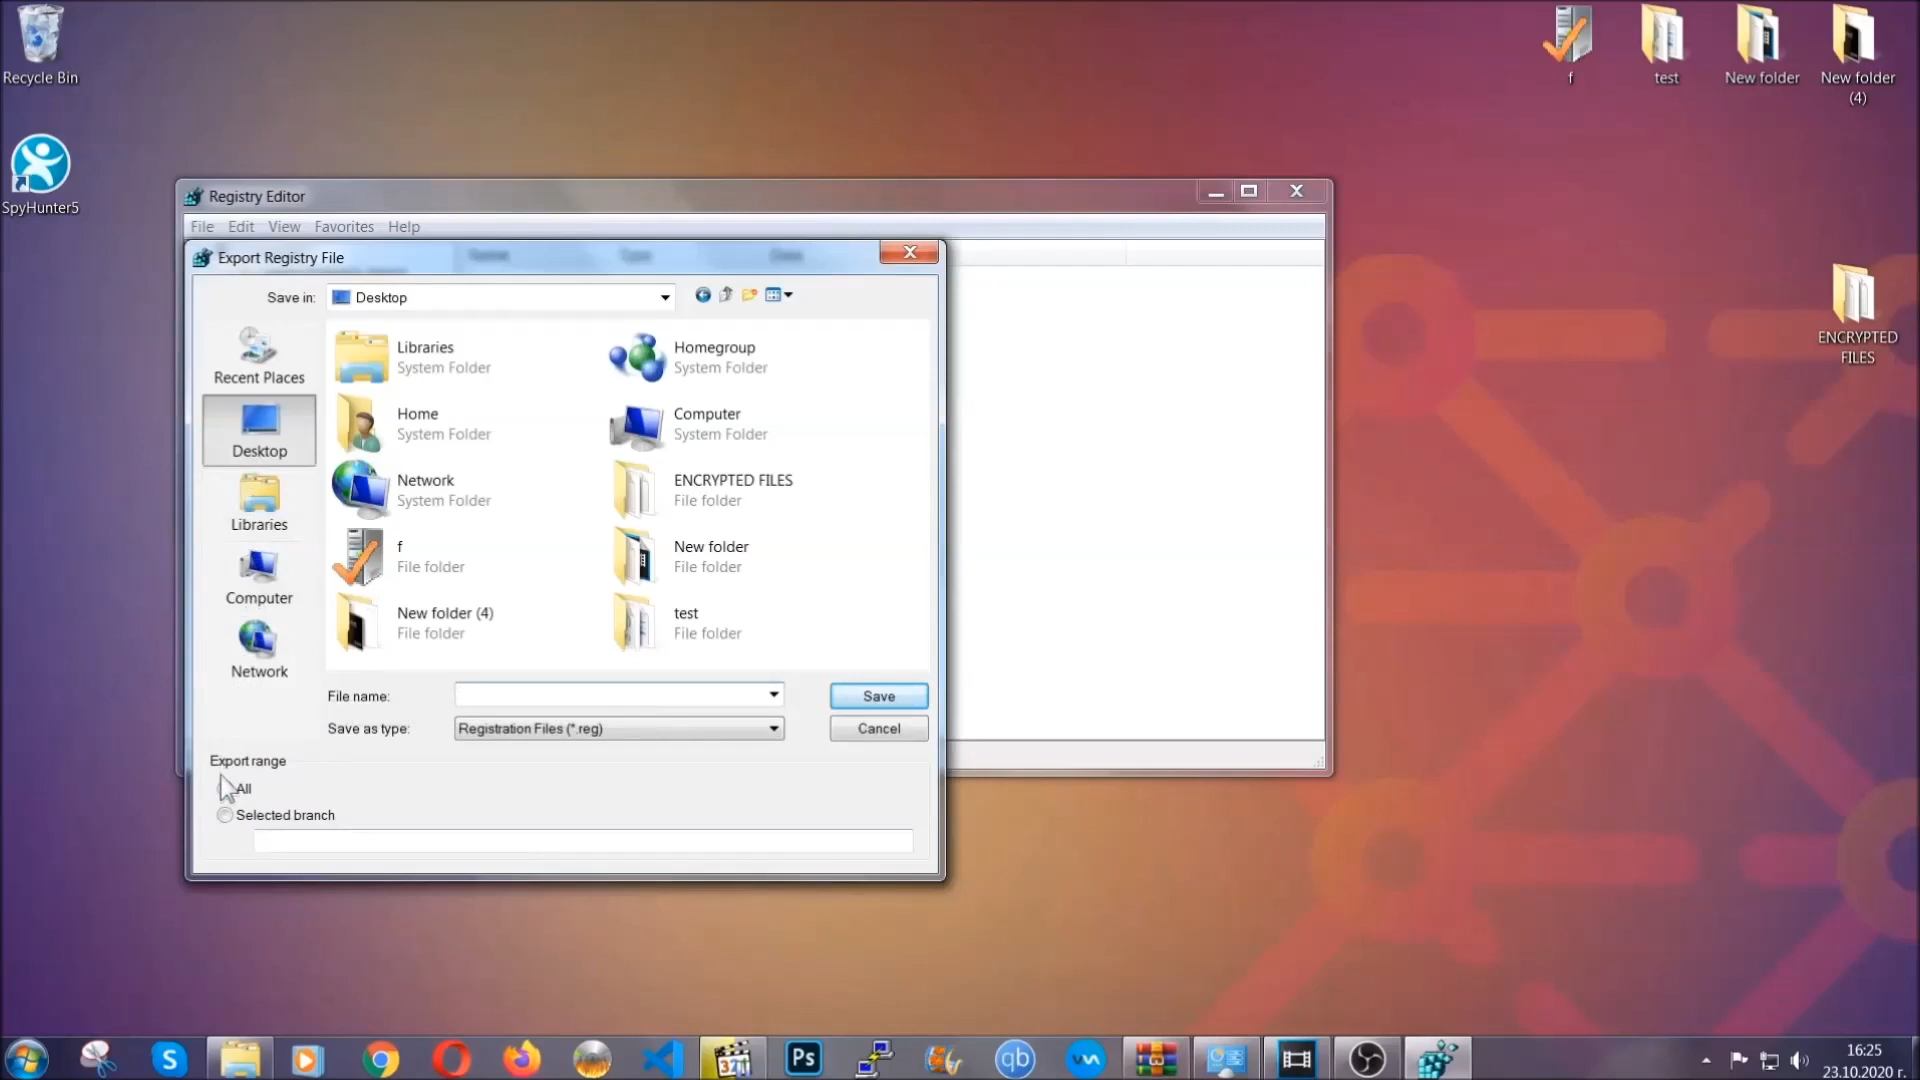 Recycle Bin
SpyHunter5
f
test
New folder
New folder
(4)
ENCRYPTED
FILES
Registry Editor
File Edit View Favorites Help
Export Registry File
Save in:
Desktop
Recent Places
Desktop
Libraries
Computer
Network
Libraries
System Folder
Homegroup
System Folder
Home
System Folder
Computer
System Folder
Network
System Folder
ENCRYPTED FILES
File folder
f
File folder
New folder
File folder
New folder (4)
File folder
test
File folder
File name:
Save
Save as type:
Registration Files (*.reg)
Cancel
Export range
All
Selected branch
S
321
Ps
qb
16:25
23.10.2020 г.